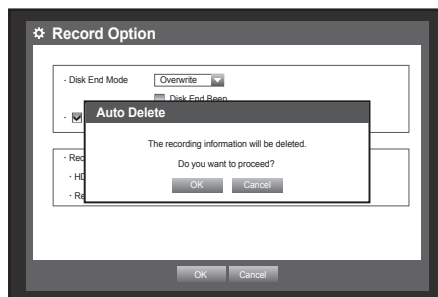 Record Option
· Disk End Mode Overwrite
Disk End Beep
Auto Delete
The recording information will be deleted.
Do you want to proceed?
OK Cancel
· Rec
· HD
· Re
OK Cancel